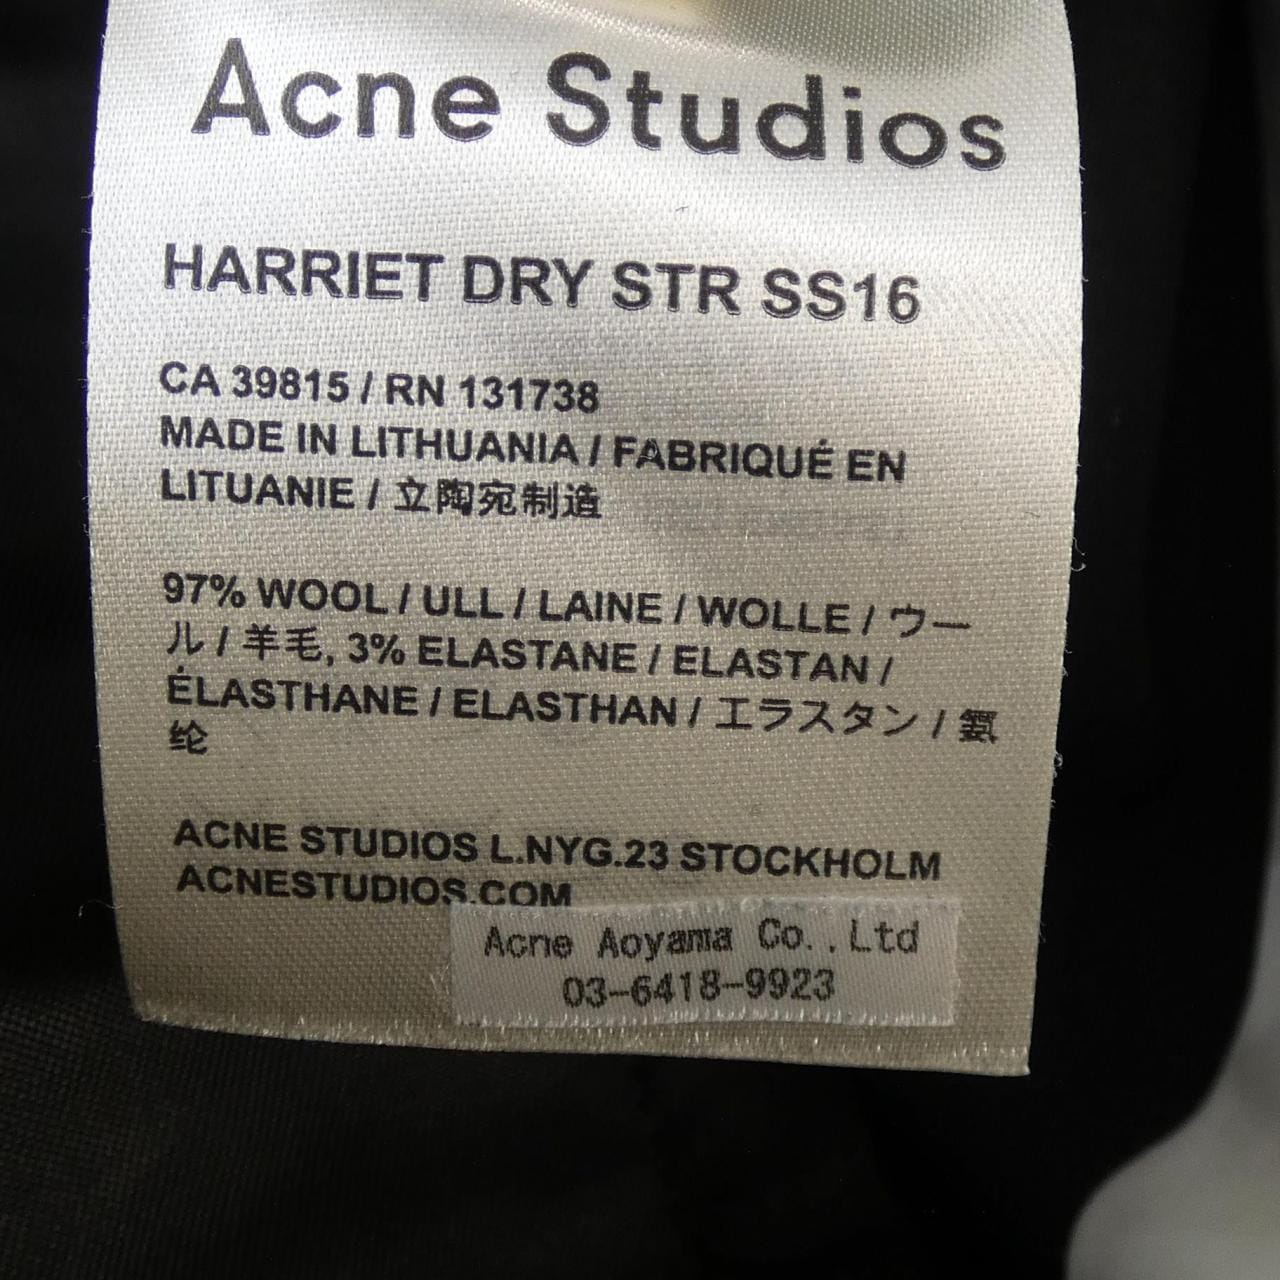 Acne Studios
HARRIET DRY STR SS16
CA 39815 / RN 131738
MADE IN LITHUANIA / FABRIQUÉ EN
LITUANIE / 立陶宛制造
97% WOOL / ULL / LAINE / WOLLE / ウー
ル / 羊毛, 3% ELASTANE / ELASTAN /
ÉLASTHANE / ELASTHAN / エラスタン / 氨
纶
ACNE STUDIOS L.NYG.23 STOCKHOLM
ACNESTUDIOS.COM
Acne Aoyama Co.,Ltd
03-6418-9923